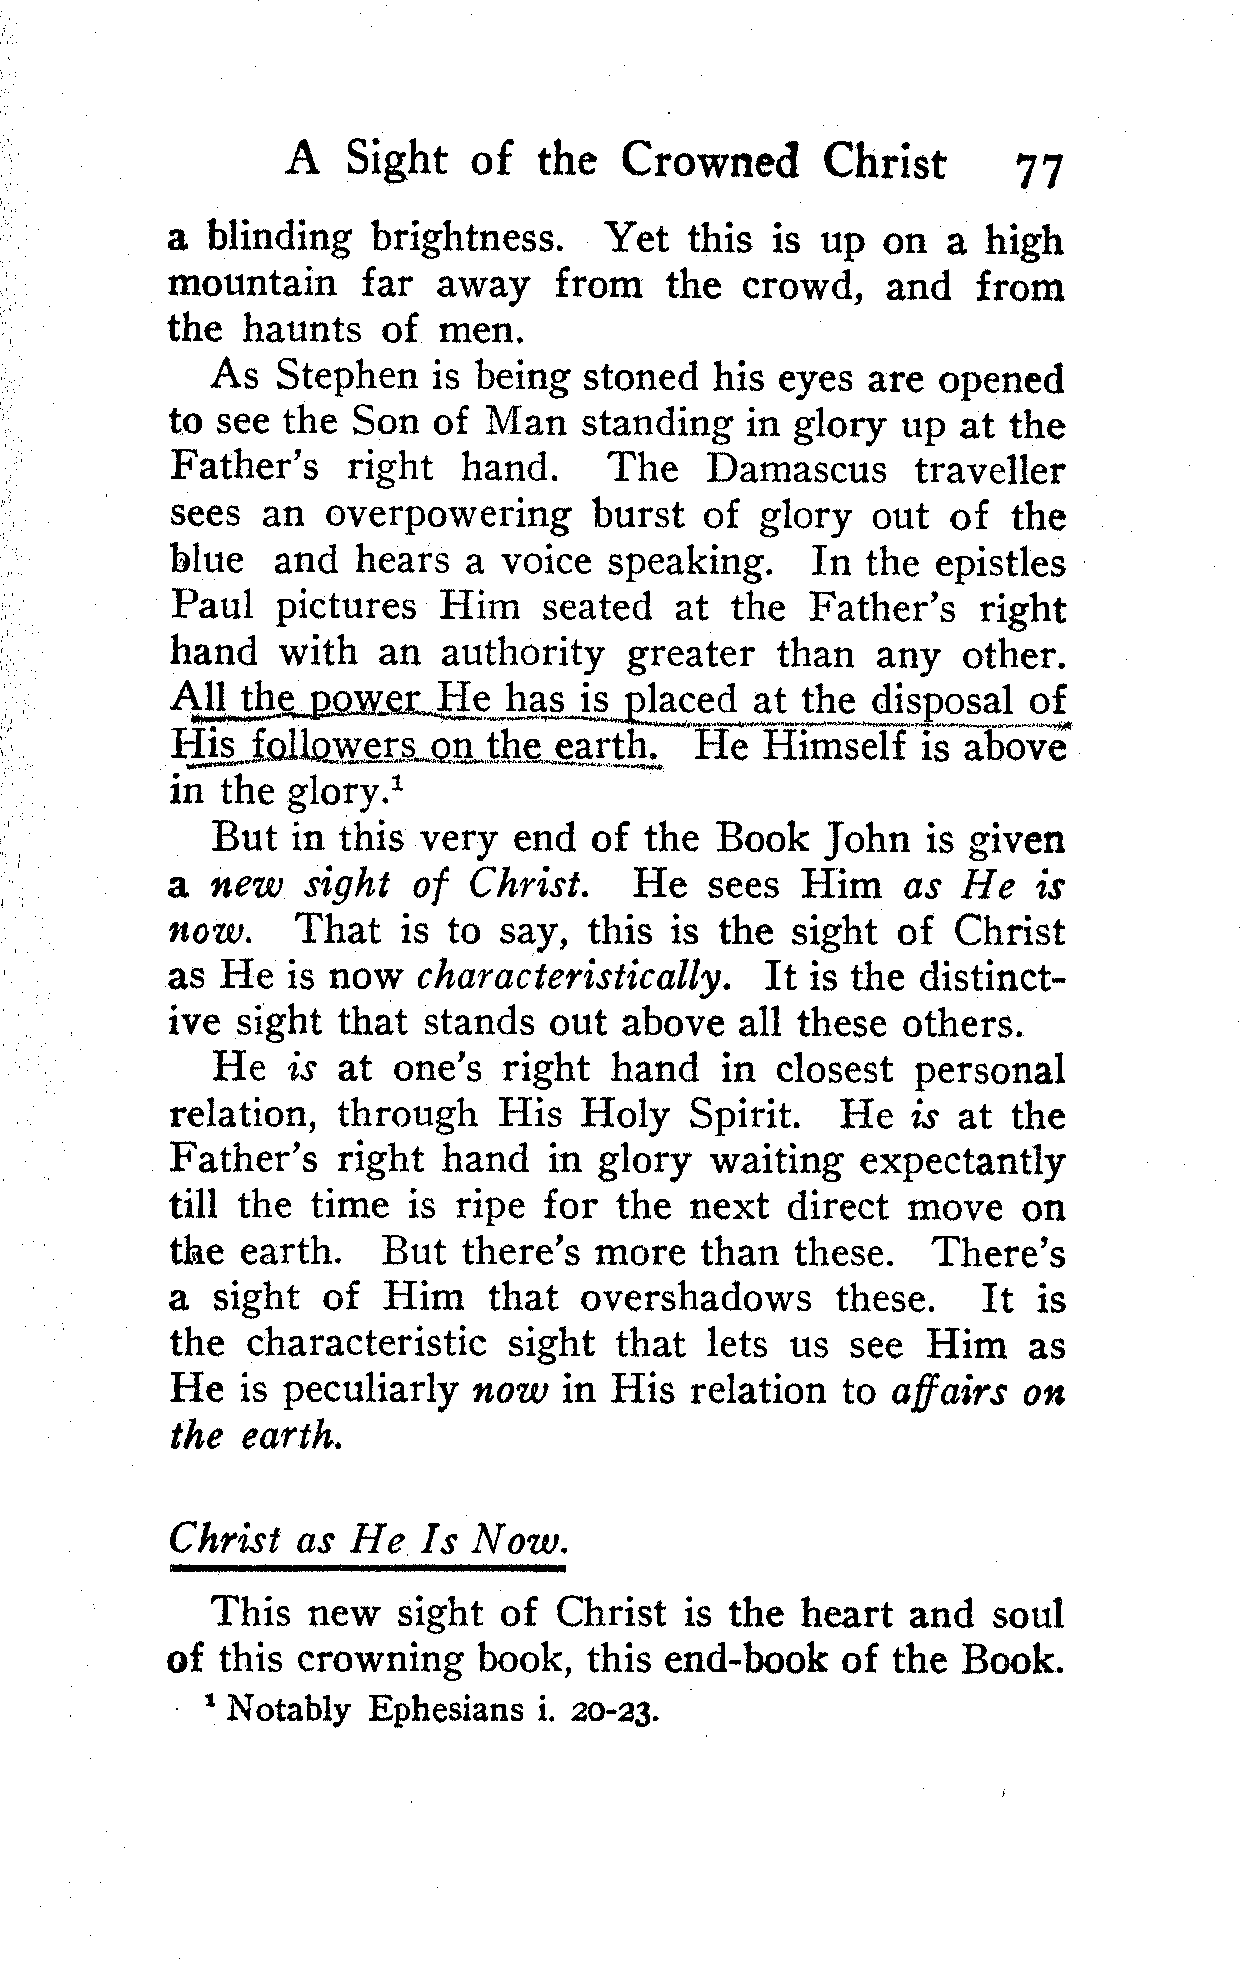 A Sight of the Crowned Christ 77
a blinding brightness. Yet this is up on a high
mountain far away from the crowd, and from
the haunts of men.
As Stephen is being stoned his eyes are opened
to see the Son of Man standing in glory up at the
Father's right hand. The Damascus traveller
sees an overpowering burst of glory out of the
blue and hears a voice speaking. In the epistles
Paul pictures Him seated at the Father's right
hand with an authority greater than any other.
All the power He has is placed at the disposal of
His followers on the earth. He Himself is above
in the glory.¹
But in this very end of the Book John is given
a new sight of Christ. He sees Him as He is
now. That is to say, this is the sight of Christ
as He is now characteristically. It is the distinct-
ive sight that stands out above all these others.
He is at one's right hand in closest personal
relation, through His Holy Spirit. He is at the
Father's right hand in glory waiting expectantly
till the time is ripe for the next direct move on
the earth. But there's more than these. There's
a sight of Him that overshadows these. It is
the characteristic sight that lets us see Him as
He is peculiarly now in His relation to affairs on
the earth.
Christ as He Is Now.
This new sight of Christ is the heart and soul
of this crowning book, this end-book of the Book.
¹ Notably Ephesians i. 20-23.